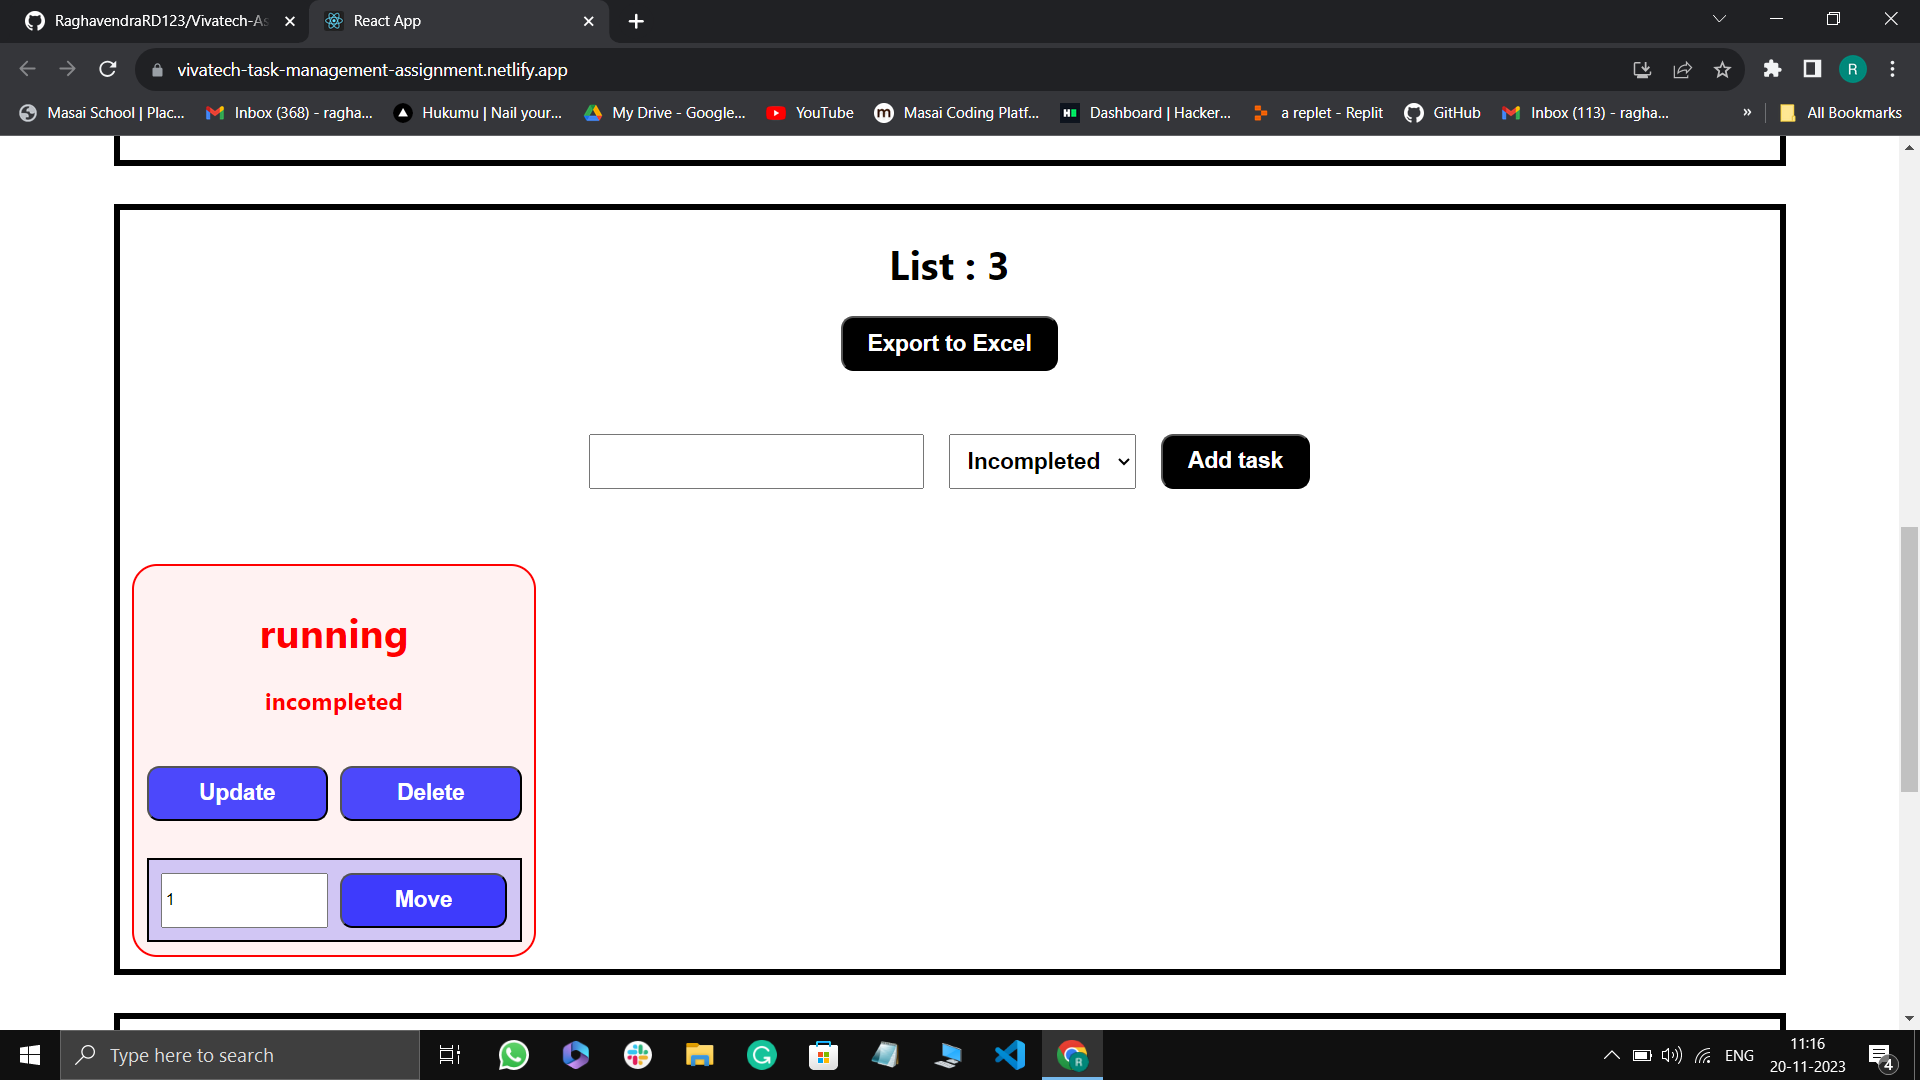 RaghavendraRD123/Vivatech-As
React App
vivatech-task-management-assignment.netlify.app
R
Masai School | Plac...
Inbox (368) - ragha...
Hukumu | Nail your...
My Drive - Google...
YouTube
Masai Coding Platf...
Dashboard | Hacker...
a replet - Replit
GitHub
Inbox (113) - ragha...
»
All Bookmarks
List : 3
Export to Excel
Incompleted
Add task
running
incompleted
Update
Delete
1
Move
Type here to search
ENG
11:16
20-11-2023
4